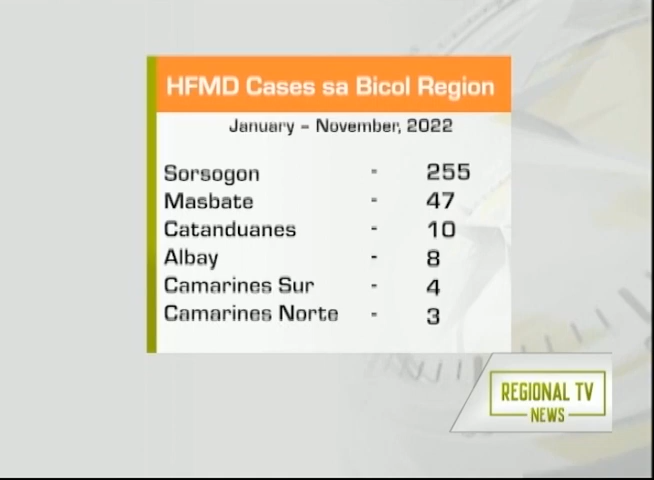 HFMD Cases sa Bicol Region
January - November, 2022
Sorsogon - 255
Masbate - 47
Catanduanes - 10
Albay - 8
Camarines Sur - 4
Camarines Norte - 3
REGIONAL TV
NEWS